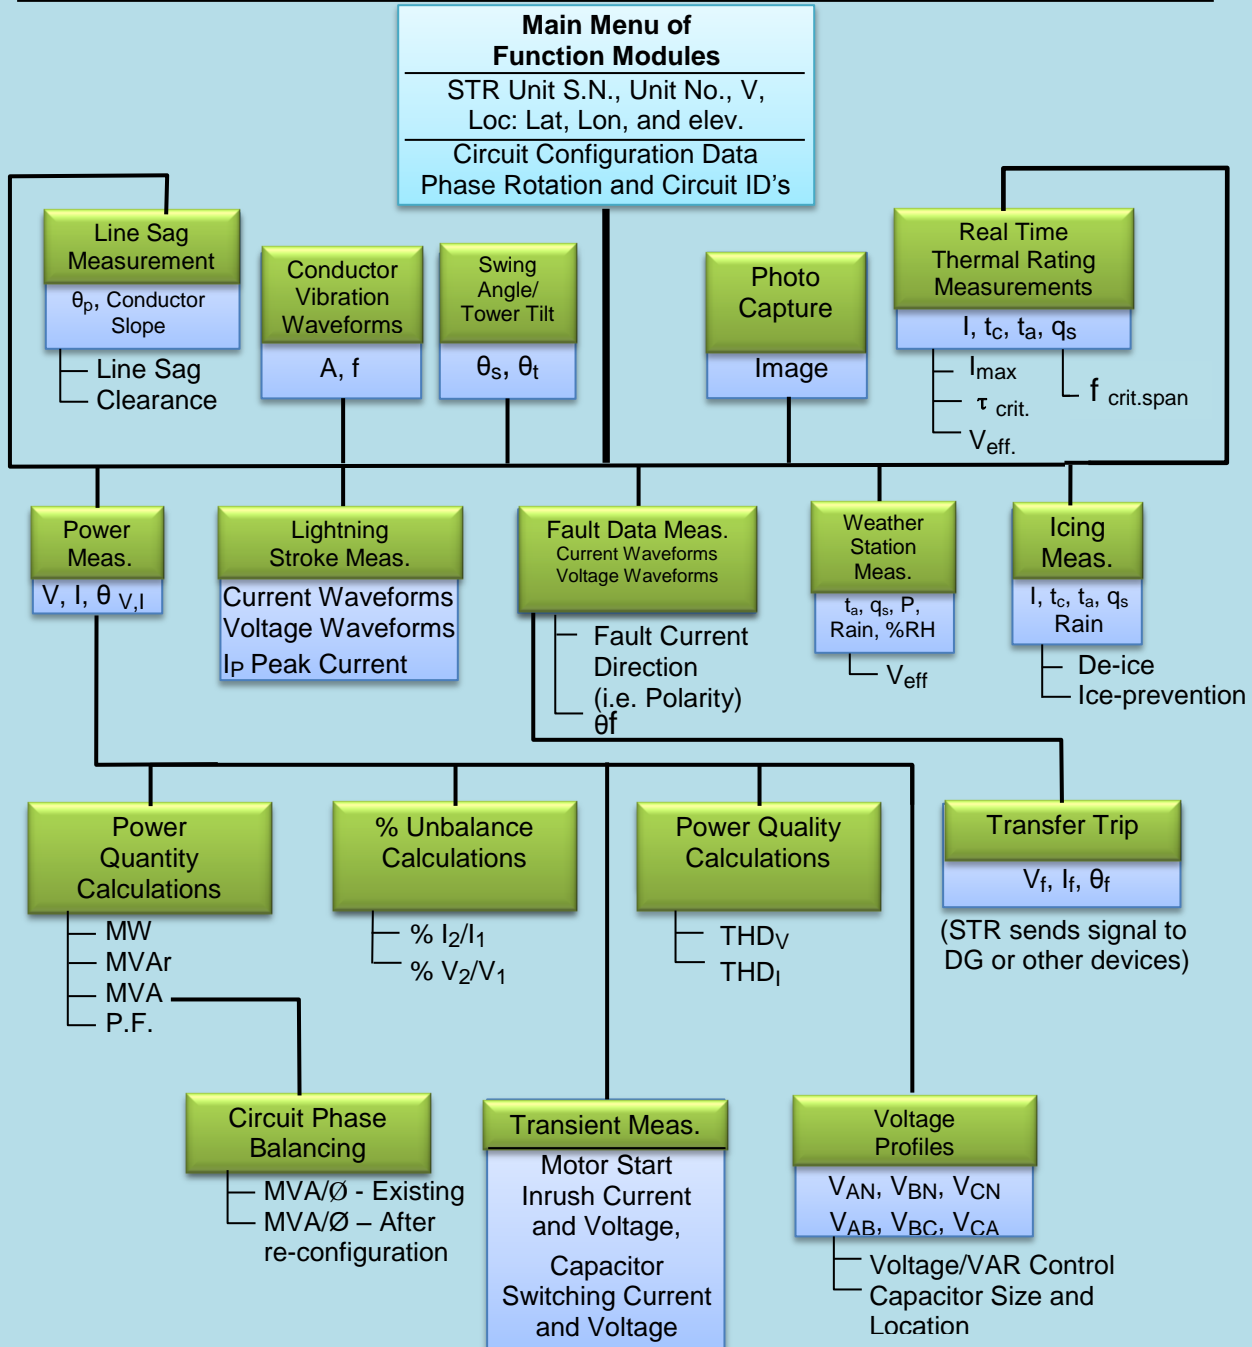 Main Menu of
Function Modules
STR Unit S.N., Unit No., V,
Loc: Lat, Lon, and elev.
Circuit Configuration Data
Phase Rotation and Circuit ID's
Line Sag
Measurement
θp, Conductor
Slope
Line Sag
Clearance
Conductor
Vibration
Waveforms
A, f
Swing
Angle/
Tower Tilt
θs, θt
Photo
Capture
Image
Real Time
Thermal Rating
Measurements
I, tc, ta, qs
Imax
τ crit.
Veff.
f crit.span
Power
Meas.
V, I, θ V,I
Lightning
Stroke Meas.
Current Waveforms
Voltage Waveforms
IP Peak Current
Fault Data Meas.
Current Waveforms
Voltage Waveforms
Fault Current
Direction
(i.e. Polarity)
θf
Weather
Station
Meas.
ta, qs, P,
Rain, %RH
Veff
Icing
Meas.
I, tc, ta, qs
Rain
De-ice
Ice-prevention
Power
Quantity
Calculations
MW
MVAr
MVA
P.F.
% Unbalance
Calculations
% I2/I1
% V2/V1
Power Quality
Calculations
THDV
THDI
Transfer Trip
Vf, If, θf
(STR sends signal to
DG or other devices)
Circuit Phase
Balancing
MVA/Ø - Existing
MVA/Ø – After
re-configuration
Transient Meas.
Motor Start
Inrush Current
and Voltage,
Capacitor
Switching Current
and Voltage
Voltage
Profiles
VAN, VBN, VCN
VAB, VBC, VCA
Voltage/VAR Control
Capacitor Size and
Location